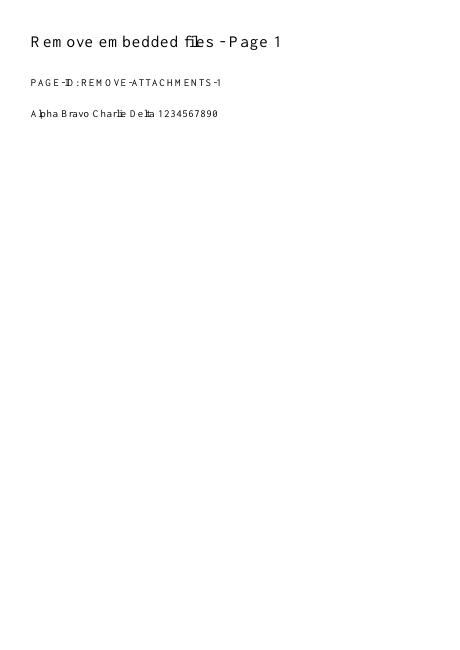 Remove embedded files - Page 1
PAGE-ID: REMOVE-ATTACHMENTS-1
Alpha Bravo Charlie Delta 1234567890